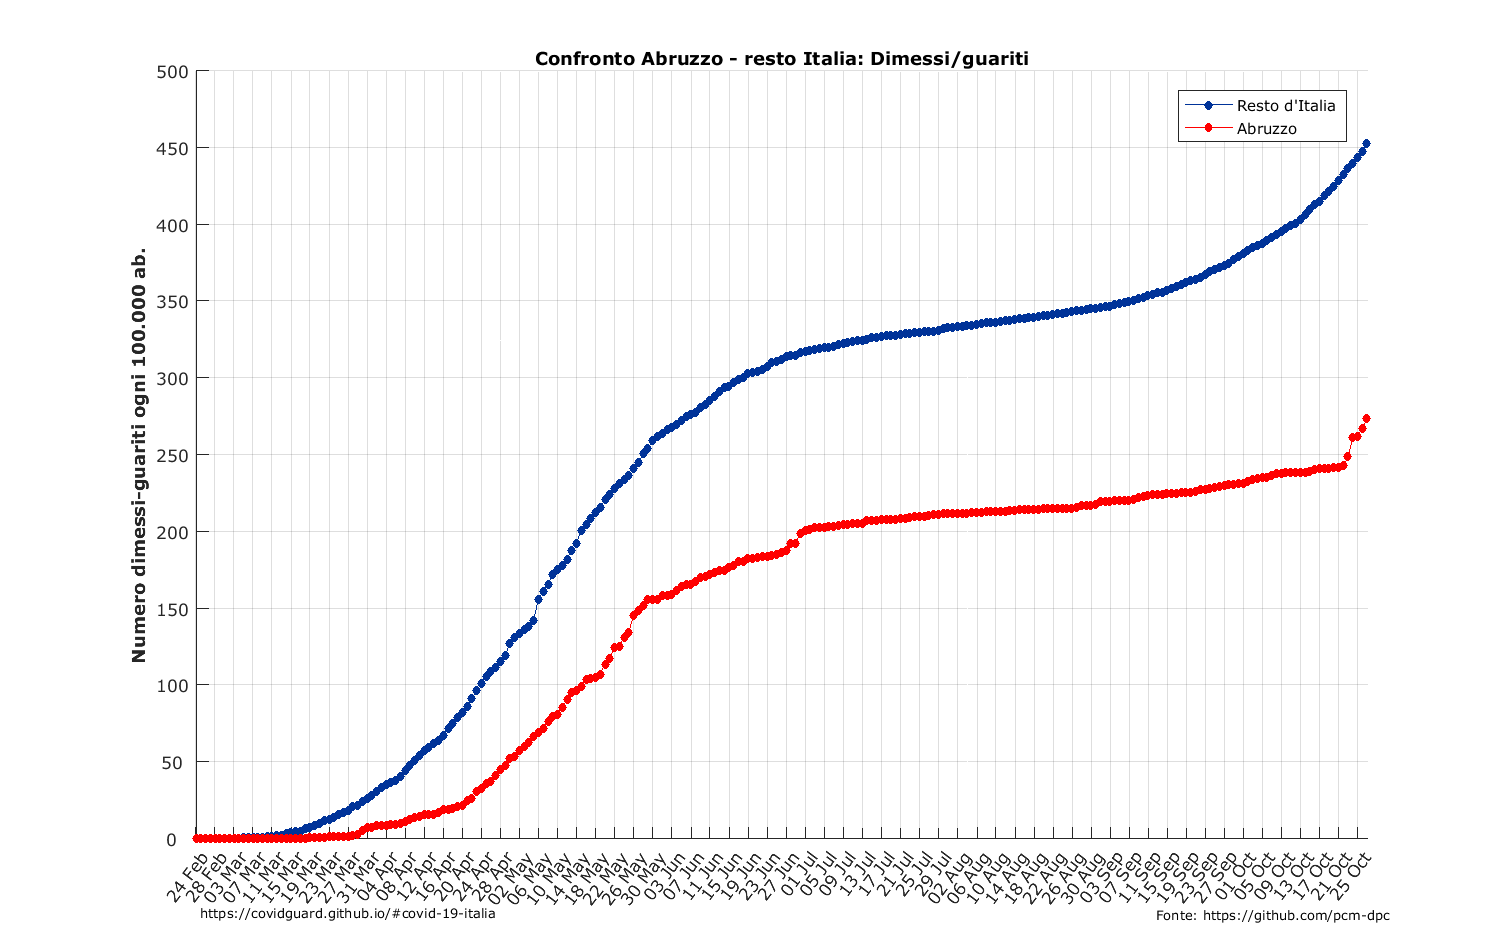 Confronto Abruzzo - resto Italia: Dimessi/guariti
Resto d'Italia
Abruzzo
Numero dimessi-guariti ogni 100.000 ab.
500
450
400
350
300
250
200
150
100
50
0
24 Feb
28 Feb
03 Mar
07 Mar
11 Mar
15 Mar
19 Mar
23 Mar
27 Mar
31 Mar
04 Apr
08 Apr
12 Apr
16 Apr
20 Apr
24 Apr
28 Apr
02 May
06 May
10 May
14 May
18 May
22 May
26 May
30 May
03 Jun
07 Jun
11 Jun
15 Jun
19 Jun
23 Jun
27 Jun
01 Jul
05 Jul
09 Jul
13 Jul
17 Jul
21 Jul
25 Jul
29 Jul
02 Aug
06 Aug
10 Aug
14 Aug
18 Aug
22 Aug
26 Aug
30 Aug
03 Sep
07 Sep
11 Sep
15 Sep
19 Sep
23 Sep
27 Sep
01 Oct
05 Oct
09 Oct
13 Oct
17 Oct
21 Oct
25 Oct
https://covidguard.github.io/#covid-19-italia
Fonte: https://github.com/pcm-dpc